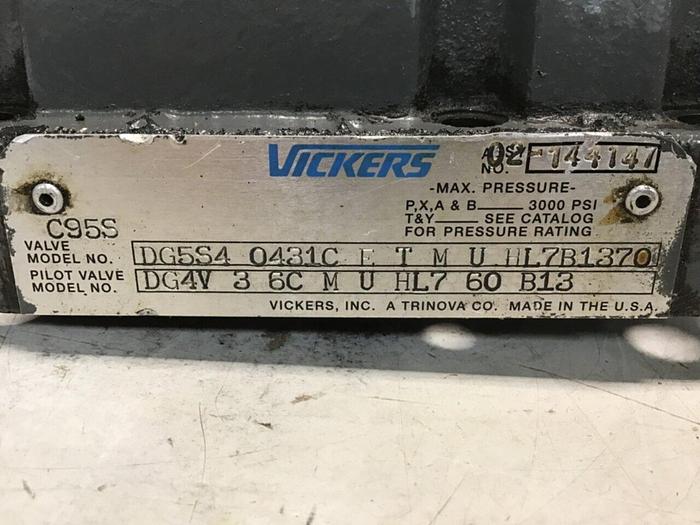 VICKERS
ASSY. NO. 02-144147
-MAX. PRESSURE-
P,X,A & B 3000 PSI
T&Y SEE CATALOG
FOR PRESSURE RATING
C95S
VALVE MODEL NO. DG5S4 0431C E T M U HL7B1370
PILOT VALVE MODEL NO. DG4V 3 6C M U HL7 60 B13
VICKERS, INC. A TRINOVA CO. MADE IN THE U.S.A.